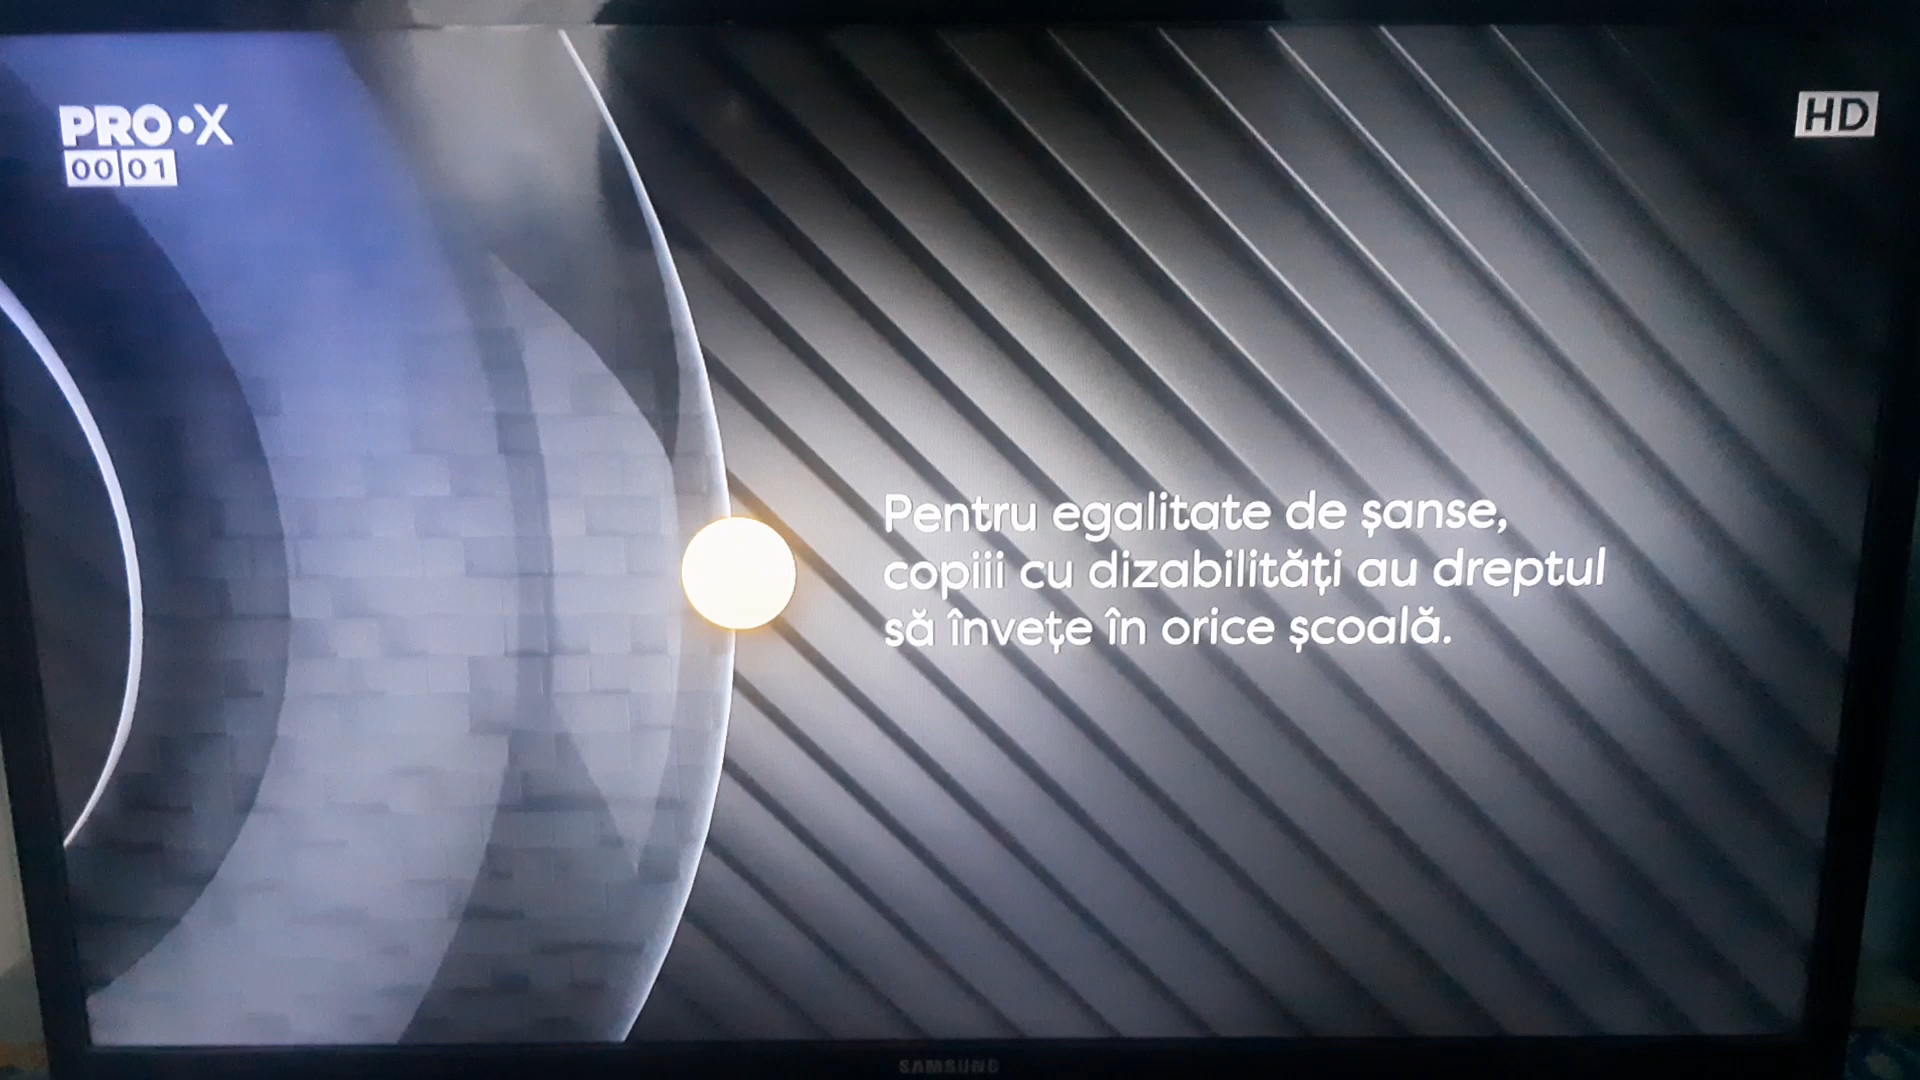 PRO•X
00 01
HD
Pentru egalitate de șanse,
copiii cu dizabilități au dreptul
să învețe în orice școală.
SAMSUNG